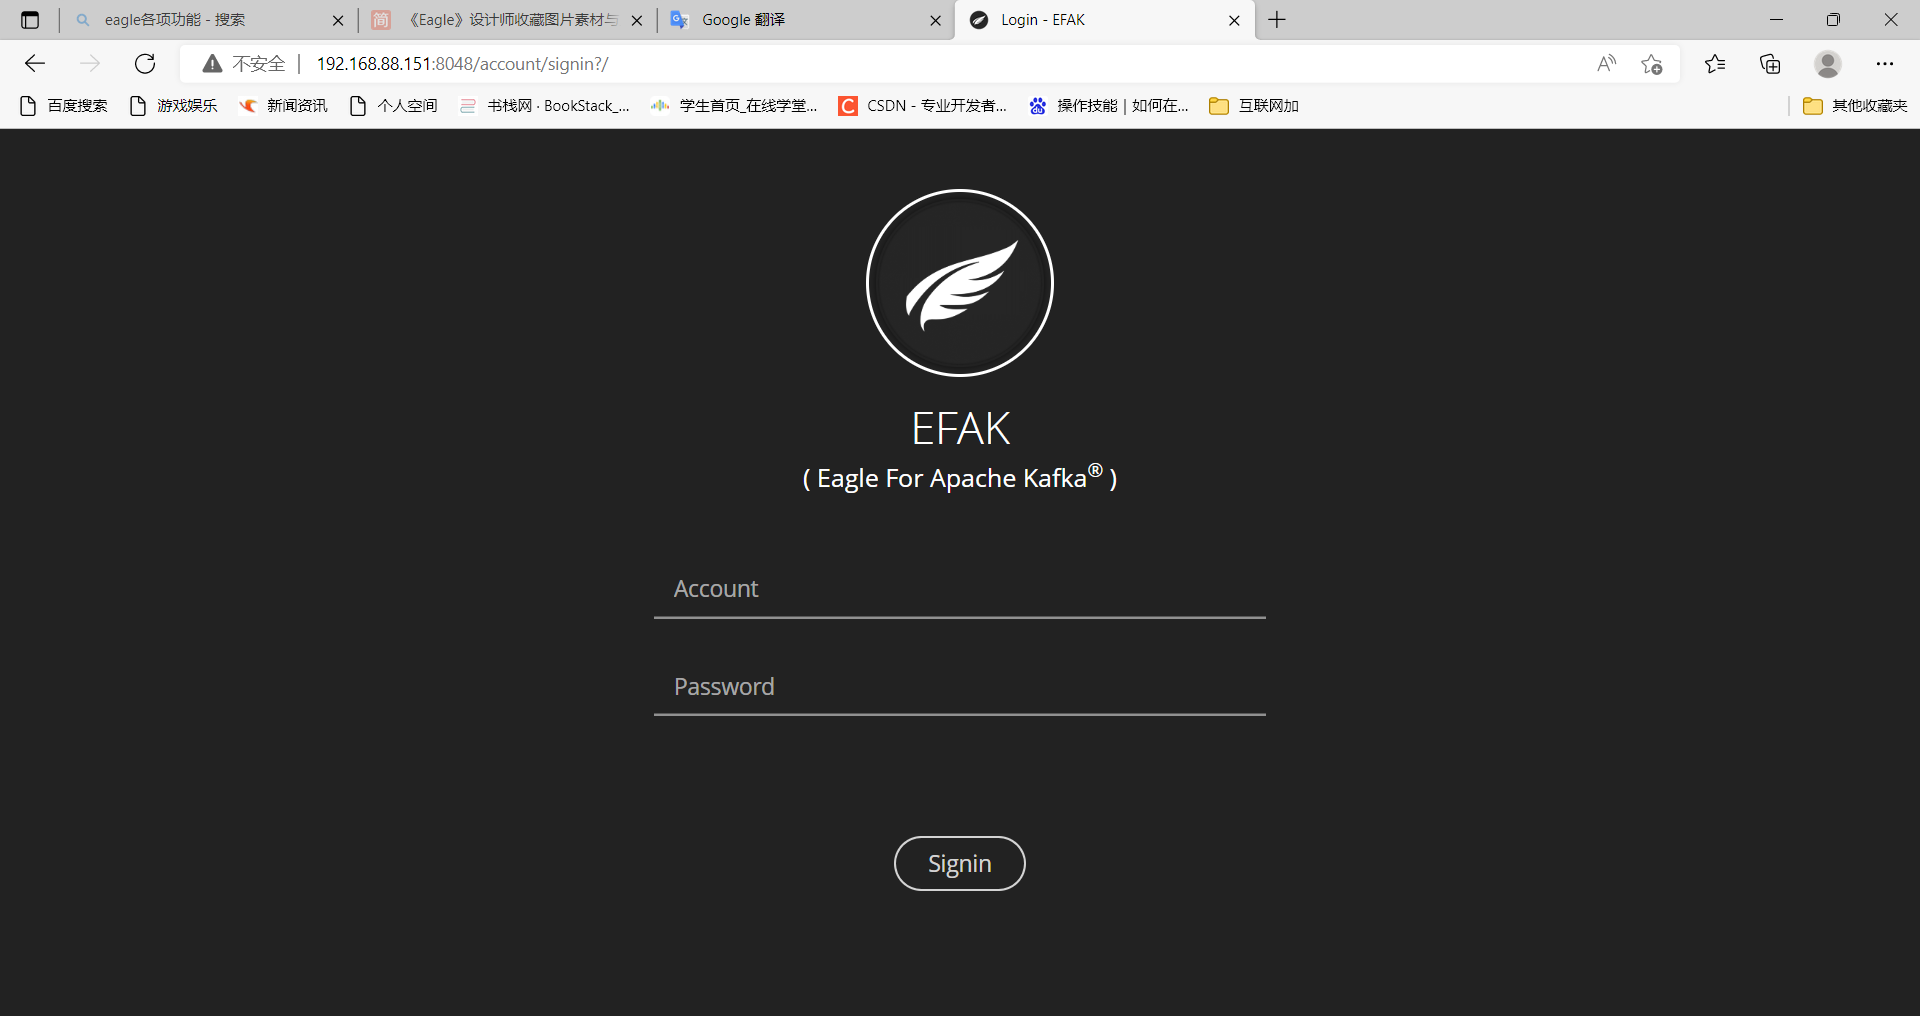 eagle各项功能 - 搜索
简 《Eagle》设计师收藏图片素材与
Google 翻译
Login - EFAK
不安全 192.168.88.151:8048/account/signin?/
百度搜索
游戏娱乐
新闻资讯
个人空间
书栈网 · BookStack_...
学生首页_在线学堂...
C CSDN - 专业开发者...
操作技能 | 如何在...
互联网加
其他收藏夹
EFAK
( Eagle For Apache Kafka® )
Account
Password
Signin